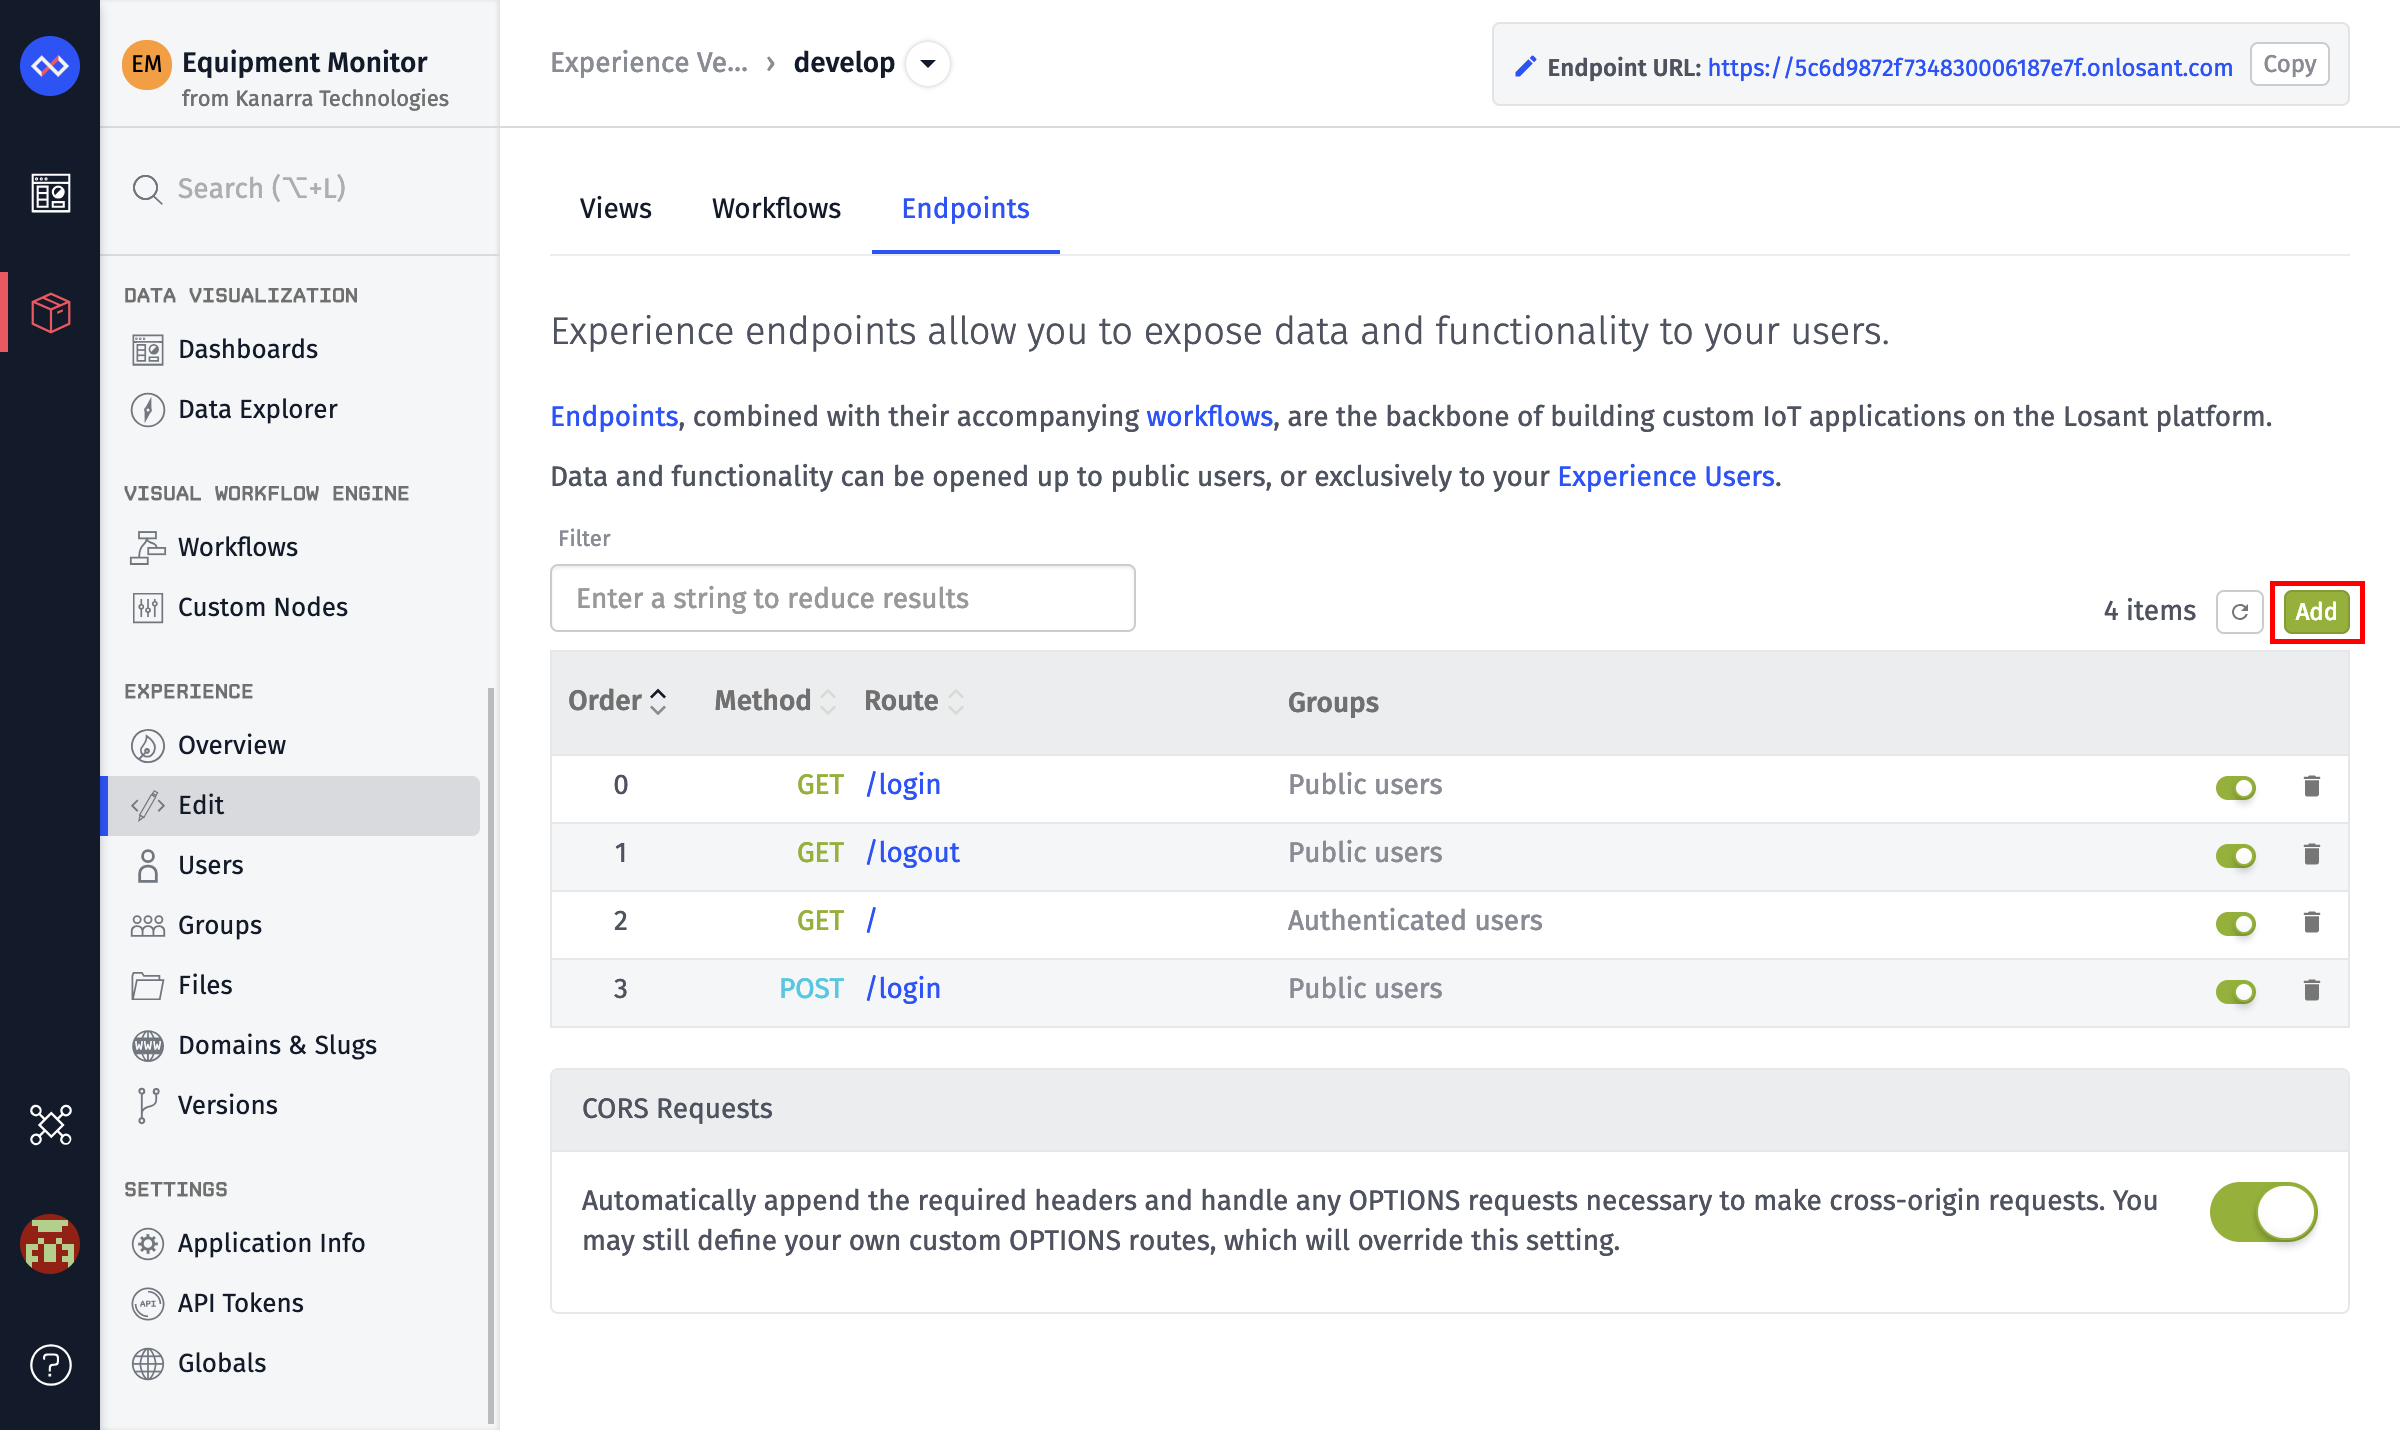 EM Equipment Monitor
from Kanarra Technologies
Search (⌥+L)
DATA VISUALIZATION
Dashboards
Data Explorer
VISUAL WORKFLOW ENGINE
Workflows
Custom Nodes
EXPERIENCE
Overview
Edit
Users
Groups
Files
WWW Domains & Slugs
Versions
SETTINGS
Application Info
API API Tokens
Globals
?
Experience Ve... › develop
Endpoint URL: https://5c6d9872f734830006187e7f.onlosant.com Copy
Views Workflows Endpoints
Experience endpoints allow you to expose data and functionality to your users.
Endpoints, combined with their accompanying workflows, are the backbone of building custom IoT applications on the Losant platform.
Data and functionality can be opened up to public users, or exclusively to your Experience Users.
Filter
Enter a string to reduce results
4 items Add
Order Method Route Groups
0 GET /login Public users
1 GET /logout Public users
2 GET / Authenticated users
3 POST /login Public users
CORS Requests
Automatically append the required headers and handle any OPTIONS requests necessary to make cross-origin requests. You
may still define your own custom OPTIONS routes, which will override this setting.